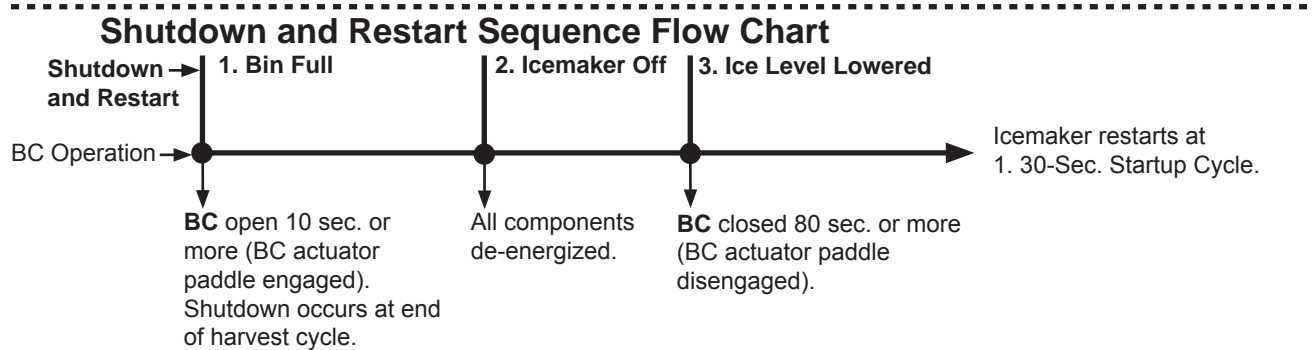 Shutdown and Restart Sequence Flow Chart
Shutdown
and Restart
1. Bin Full
2. Icemaker Off
3. Ice Level Lowered
BC Operation
Icemaker restarts at
1. 30-Sec. Startup Cycle.
BC open 10 sec. or
more (BC actuator
paddle engaged).
Shutdown occurs at end
of harvest cycle.
All components
de-energized.
BC closed 80 sec. or more
(BC actuator paddle
disengaged).